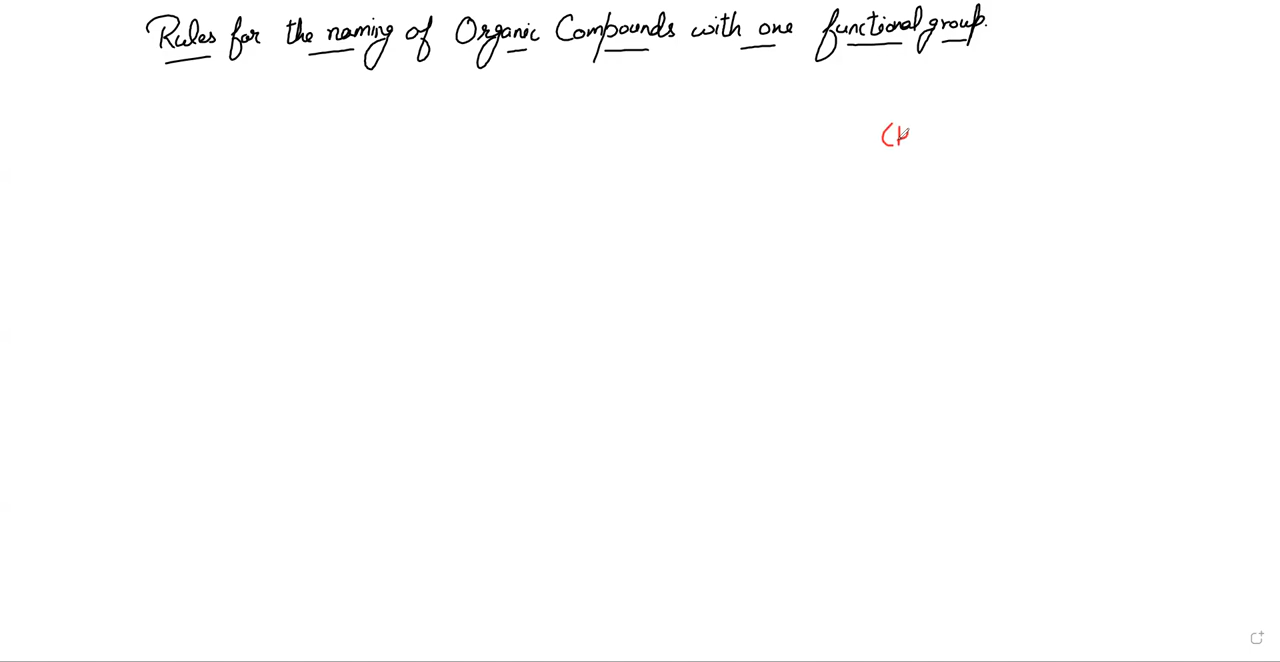 Rules for the naming of Organic Compounds with one functional group.